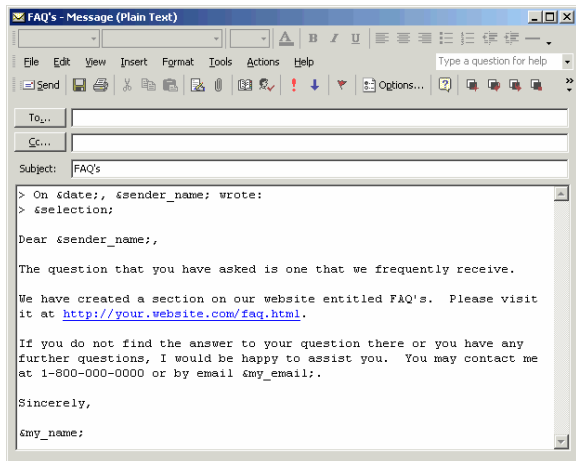 FAQ's - Message (Plain Text)
A B I U
File Edit View Insert Format Tools Actions Help Type a question for help
Send Options...
To...
Cc...
Subject: FAQ's
> On &date;, &sender_name; wrote:
> &selection;
Dear &sender_name;,
The question that you have asked is one that we frequently receive.
We have created a section on our website entitled FAQ's. Please visit
it at http://your.website.com/faq.html.
If you do not find the answer to your question there or you have any
further questions, I would be happy to assist you. You may contact me
at 1-800-000-0000 or by email &my_email;.
Sincerely,
&my_name;